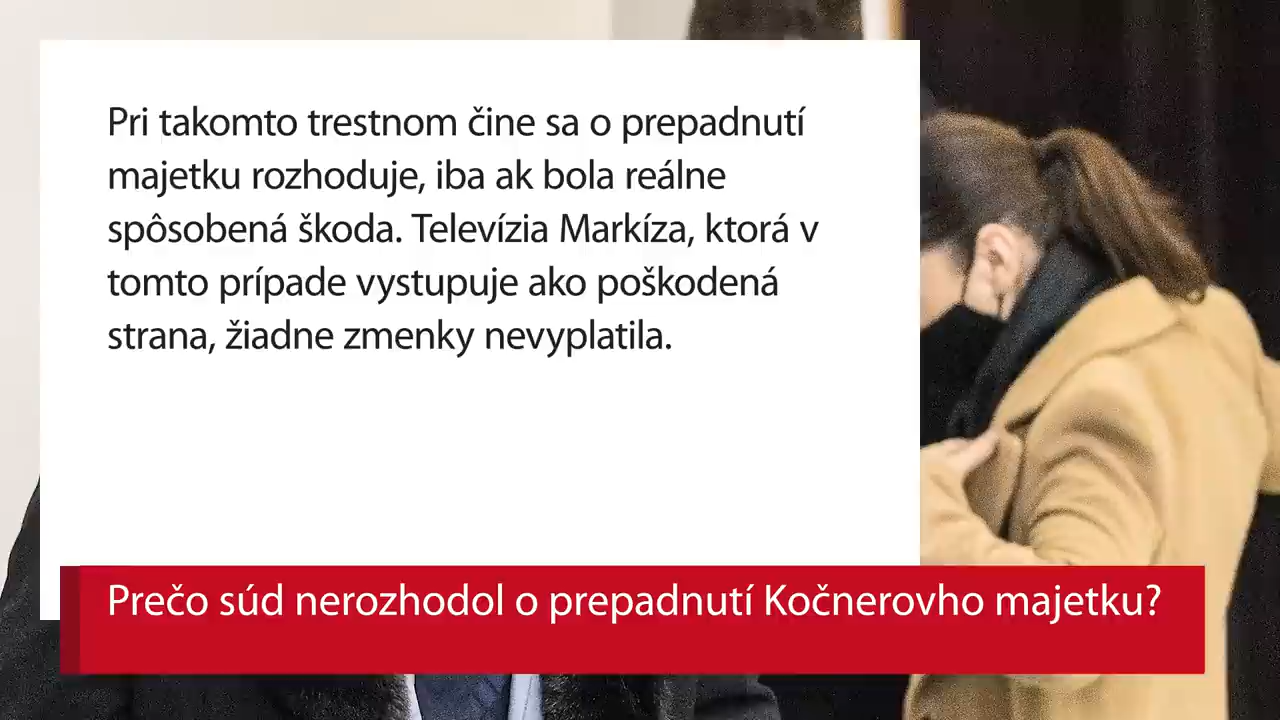 Pri takomto trestnom čine sa o prepadnutí
majetku rozhoduje, iba ak bola reálne
spôsobená škoda. Televízia Markíza, ktorá v
tomto prípade vystupuje ako poškodená
strana, žiadne zmenky nevyplatila.
Prečo súd nerozhodol o prepadnutí Kočnerovho majetku?